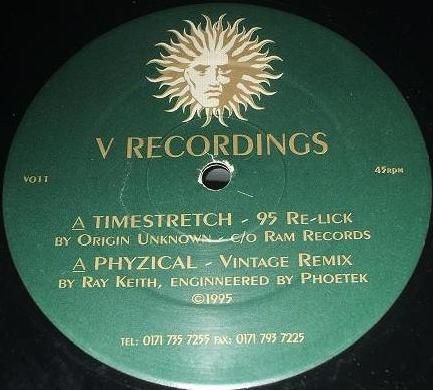 V RECORDINGS
VO11 45RPM
A TIMESTRETCH - 95 RE-LICK
BY ORIGIN UNKNOWN - C/O RAM RECORDS
A PHYZICAL - VINTAGE REMIX
BY RAY KEITH, ENGINNEERED BY PHOETEK
©1995
TEL: 0171 735 7255 FAX: 0171 793 7225